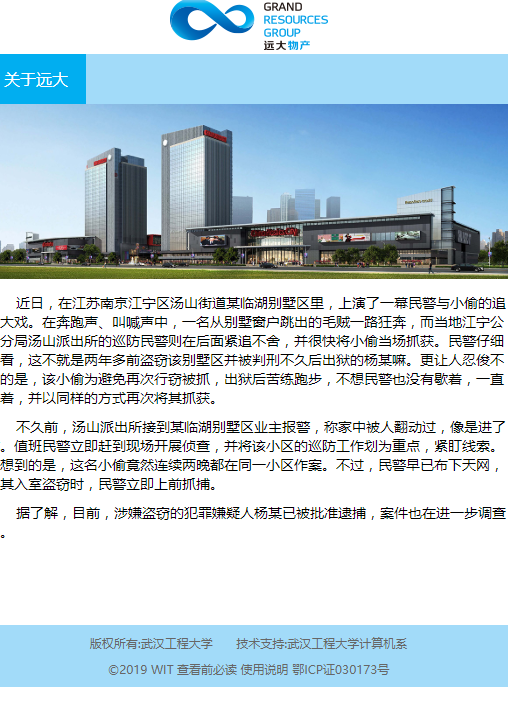 GRAND
RESOURCES
GROUP
远大物产
关于远大
近日，在江苏南京江宁区汤山街道某临湖别墅区里，上演了一幕民警与小偷的追
大戏。在奔跑声、叫喊声中，一名从别墅窗户跳出的毛贼一路狂奔，而当地江宁公
分局汤山派出所的巡防民警则在后面紧追不舍，并很快将小偷当场抓获。民警仔细
看，这不就是两年多前盗窃该别墅区并被判刑不久后出狱的杨某嘛。更让人忍俊不
的是，该小偷为避免再次行窃被抓，出狱后苦练跑步，不想民警也没有歇着，一直
着，并以同样的方式再次将其抓获。
不久前，汤山派出所接到某临湖别墅区业主报警，称家中被人翻动过，像是进了
。值班民警立即赶到现场开展侦查，并将该小区的巡防工作划为重点，紧盯线索。
想到的是，这名小偷竟然连续两晚都在同一小区作案。不过，民警早已布下天网，
其入室盗窃时，民警立即上前抓捕。
据了解，目前，涉嫌盗窃的犯罪嫌疑人杨某已被批准逮捕，案件也在进一步调查
。
版权所有:武汉工程大学 技术支持:武汉工程大学计算机系
©2019 WIT 查看前必读 使用说明 鄂ICP证030173号